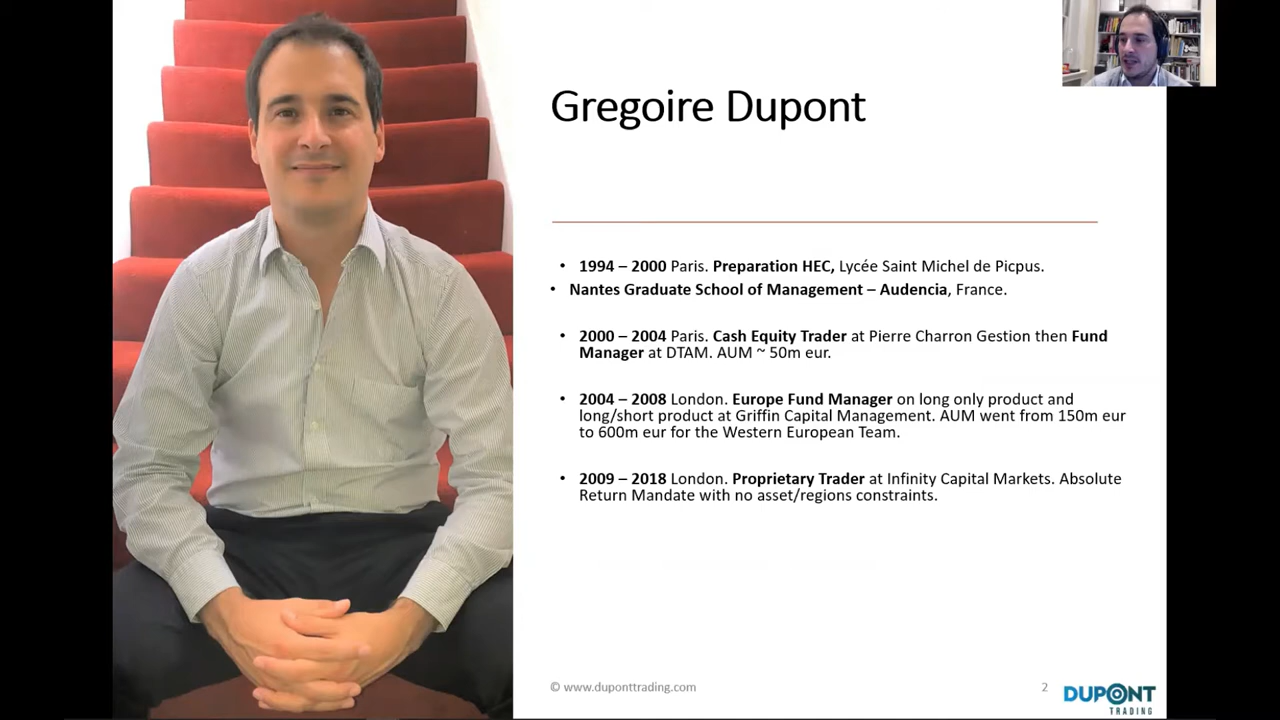 Gregoire Dupont
• 1994 – 2000 Paris. Preparation HEC, Lycée Saint Michel de Picpus.
• Nantes Graduate School of Management – Audencia, France.
• 2000 – 2004 Paris. Cash Equity Trader at Pierre Charron Gestion then Fund
Manager at DTAM. AUM ~ 50m eur.
• 2004 – 2008 London. Europe Fund Manager on long only product and
long/short product at Griffin Capital Management. AUM went from 150m eur
to 600m eur for the Western European Team.
• 2009 – 2018 London. Proprietary Trader at Infinity Capital Markets. Absolute
Return Mandate with no asset/regions constraints.
© www.duponttrading.com
2
DUPONT
TRADING